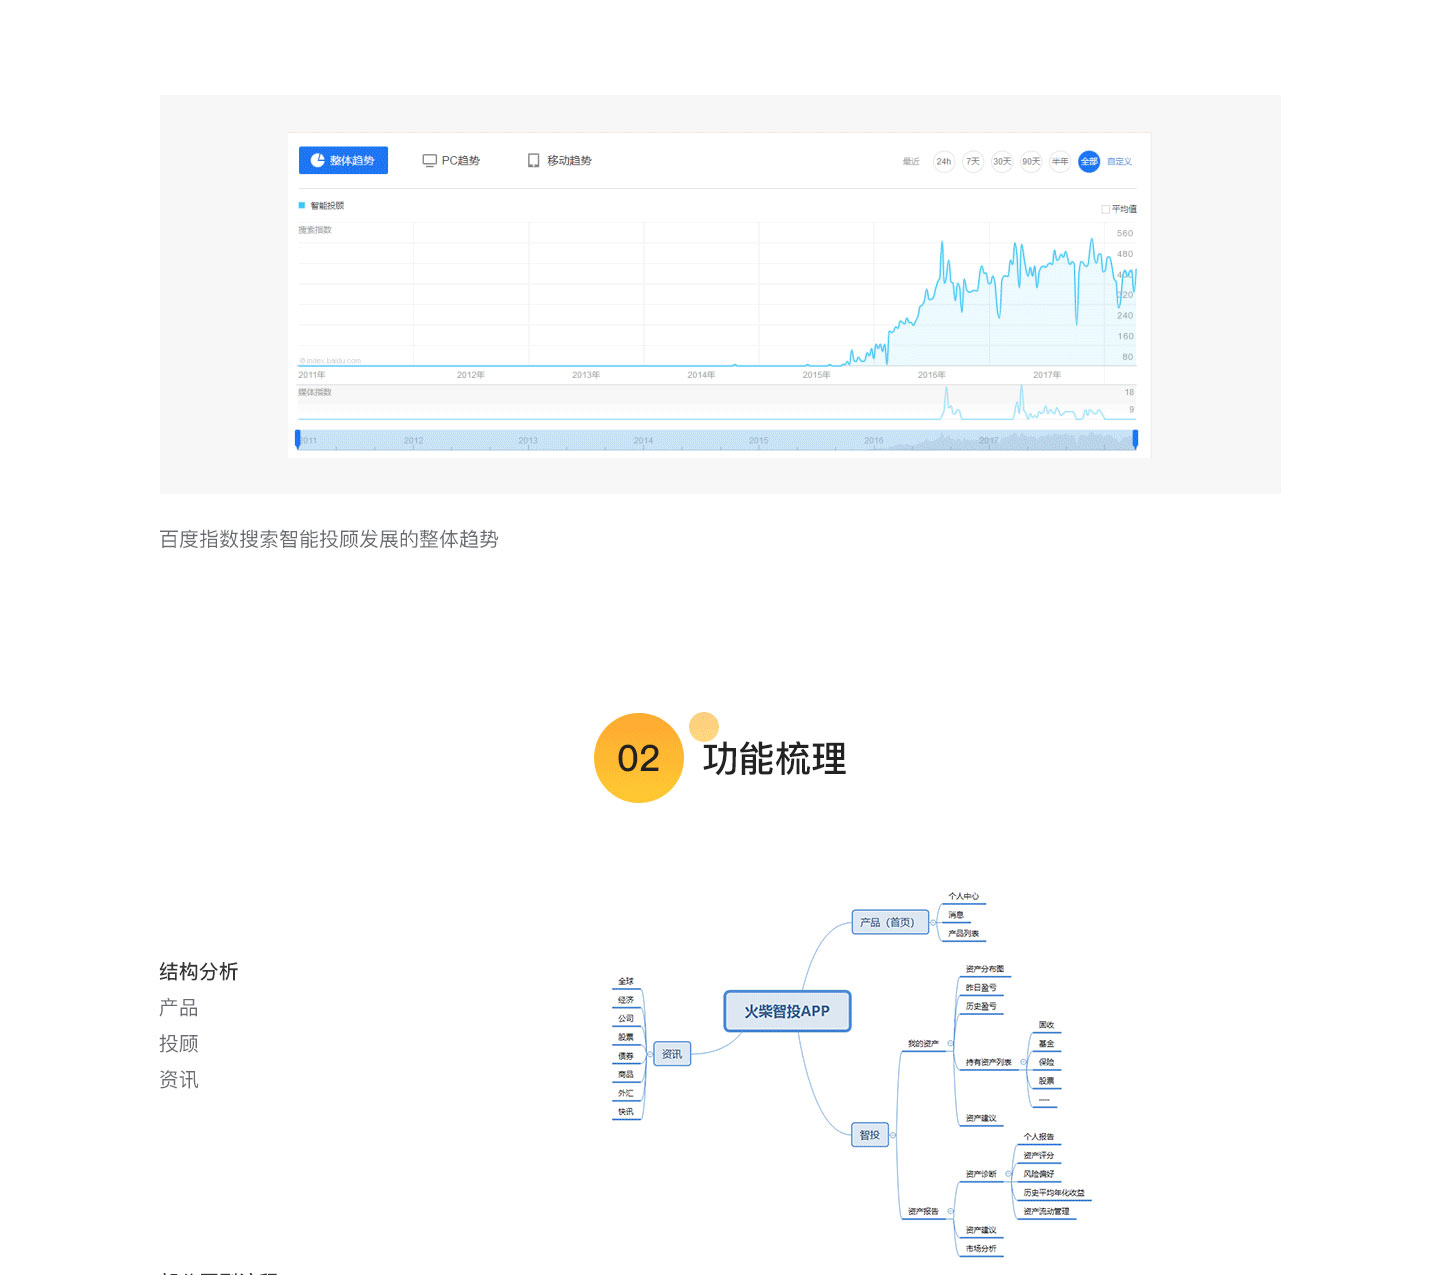 整体趋势 PC趋势 移动趋势 最近 24h 7天 30天 90天 半年 全部 自定义
智能投顾 平均值
搜索指数
560
480
400
320
240
160
80
© index.baidu.com
2011年 2012年 2013年 2014年 2015年 2016年 2017年
媒体指数
18
9
2011 2012 2013 2014 2015 2016 2017
百度指数搜索智能投顾发展的整体趋势
02 功能梳理
结构分析
产品
投顾
资讯
火柴智投APP
产品（首页）
个人中心
消息
产品列表
资讯
全球
经济
公司
股票
债券
商品
外汇
快讯
智投
我的资产
资产分布图
昨日盈亏
历史盈亏
持有资产列表
固收
基金
保险
股票
......
资产建议
资产报告
资产诊断
个人报告
资产评分
风险偏好
历史平均年化收益
资产流动管理
资产建议
市场分析